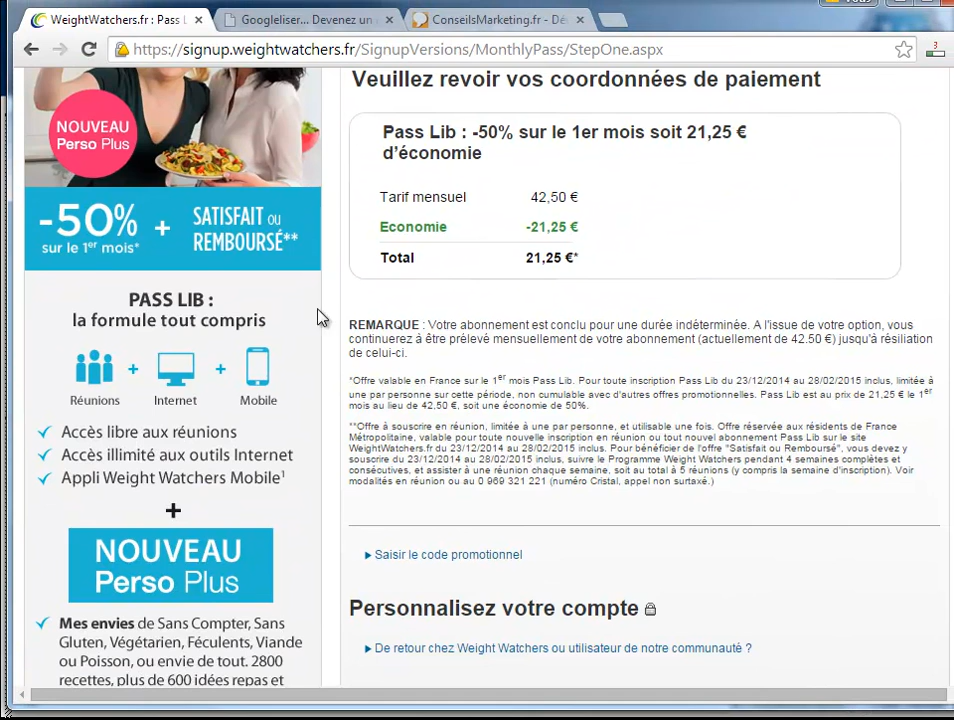 WeightWatchers.fr : Pass L
Googleliser... Devenez un
ConseilsMarketing.fr - Dé
https://signup.weightwatchers.fr/SignupVersions/MonthlyPass/StepOne.aspx
3
NOUVEAU
Perso Plus
-50%
sur le 1er mois*
+
SATISFAIT OU
REMBOURSÉ**
PASS LIB :
la formule tout compris
+ +
Réunions Internet Mobile
Accès libre aux réunions
Accès illimité aux outils Internet
Appli Weight Watchers Mobile¹
+
NOUVEAU
Perso Plus
Mes envies de Sans Compter, Sans
Gluten, Végétarien, Féculents, Viande
ou Poisson, ou envie de tout. 2800
recettes, plus de 600 idées repas et
Veuillez revoir vos coordonnées de paiement
Pass Lib : -50% sur le 1er mois soit 21,25 €
d’économie
Tarif mensuel 42,50 €
Economie -21,25 €
Total 21,25 €*
REMARQUE : Votre abonnement est conclu pour une durée indéterminée. A l'issue de votre option, vous
continuerez à être prélevé mensuellement de votre abonnement (actuellement de 42.50 €) jusqu'à résiliation
de celui-ci.
*Offre valable en France sur le 1er mois Pass Lib. Pour toute inscription Pass Lib du 23/12/2014 au 28/02/2015 inclus, limitée à
une par personne sur cette période, non cumulable avec d'autres offres promotionnelles. Pass Lib est au prix de 21,25 € le 1er
mois au lieu de 42,50 €, soit une économie de 50%.
**Offre à souscrire en réunion, limitée à une par personne, et utilisable une fois. Offre réservée aux résidents de France
Métropolitaine, valable pour toute nouvelle inscription en réunion ou tout nouvel abonnement Pass Lib sur le site
WeightWatchers.fr du 23/12/2014 au 28/02/2015 inclus. Pour bénéficier de l'offre "Satisfait ou Remboursé", vous devez y
souscrire du 23/12/2014 au 28/02/2015 inclus, suivre le Programme Weight Watchers pendant 4 semaines complètes et
consécutives, et assister à une réunion chaque semaine, soit au total à 5 réunions (y compris la semaine d'inscription). Voir
modalités en réunion ou au 0 969 321 221 (numéro Cristal, appel non surtaxé.)
Saisir le code promotionnel
Personnalisez votre compte
De retour chez Weight Watchers ou utilisateur de notre communauté ?